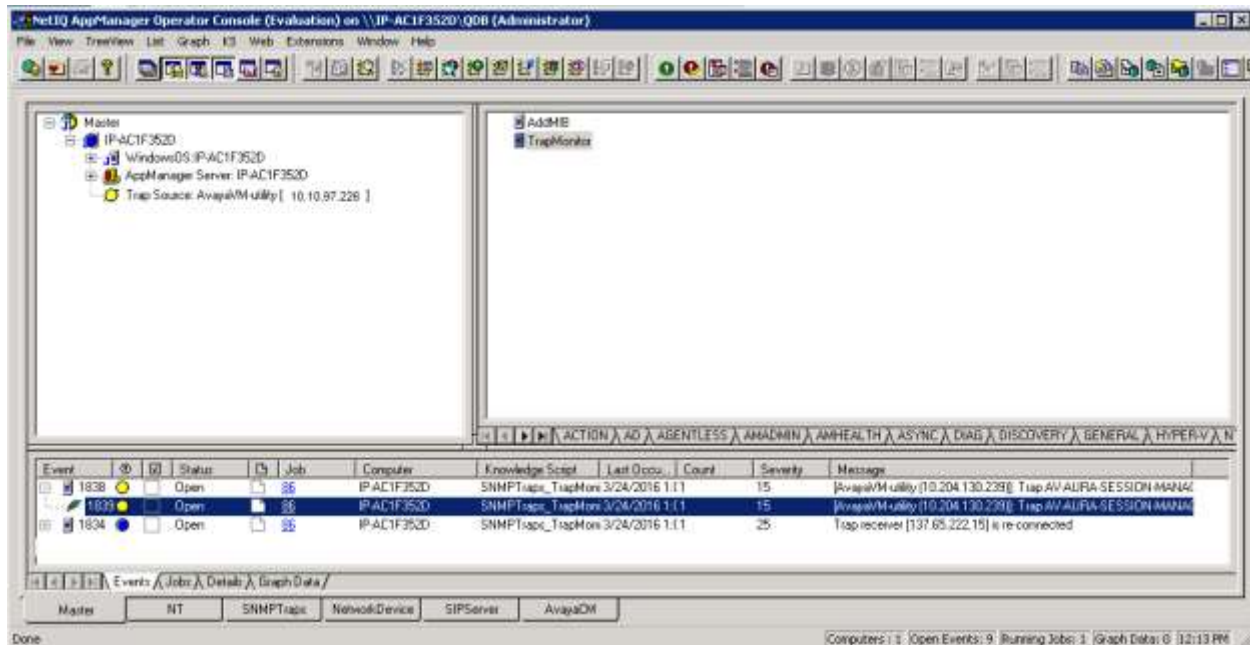 NetIQ AppManager Operator Console (Evaluation) on \\IP-AC1F352D\QDB (Administrator)
File View TreeView List Graph KS Web Extensions Window Help
Master
IP-AC1F352D
WindowsOS:IP-AC1F352D
AppManager Server: IP-AC1F352D
Trap Source: AvayaVM-utility [ 10.10.97.226 ]
AddMIB
TrapMonitor
ACTION AD AGENTLESS AMADMIN AMHEALTH ASYNC DIAG DISCOVERY GENERAL HYPER-V N
Event Status Job Computer Knowledge Script Last Occu... Count Severity Message
1838 Open 86 IP-AC1F352D SNMPTraps_TrapMoni 3/24/2016 1:1 1 15 AvayaVM-utility (10.204.130.239): Trap AV-AURA-SESSION-MANAG
1839 Open 86 IP-AC1F352D SNMPTraps_TrapMoni 3/24/2016 1:1 1 15 AvayaVM-utility (10.204.130.239): Trap AV-AURA-SESSION-MANAG
1834 Open 86 IP-AC1F352D SNMPTraps_TrapMoni 3/24/2016 1:1 1 25 Trap receiver [137.65.222.15] is re-connected
Events Jobs Details Graph Data
Master NT SNMPTraps NetworkDevice SIPServer AvayaCM
Done Computers : 1 Open Events: 9 Running Jobs: 1 Graph Data: 0 12:13 PM